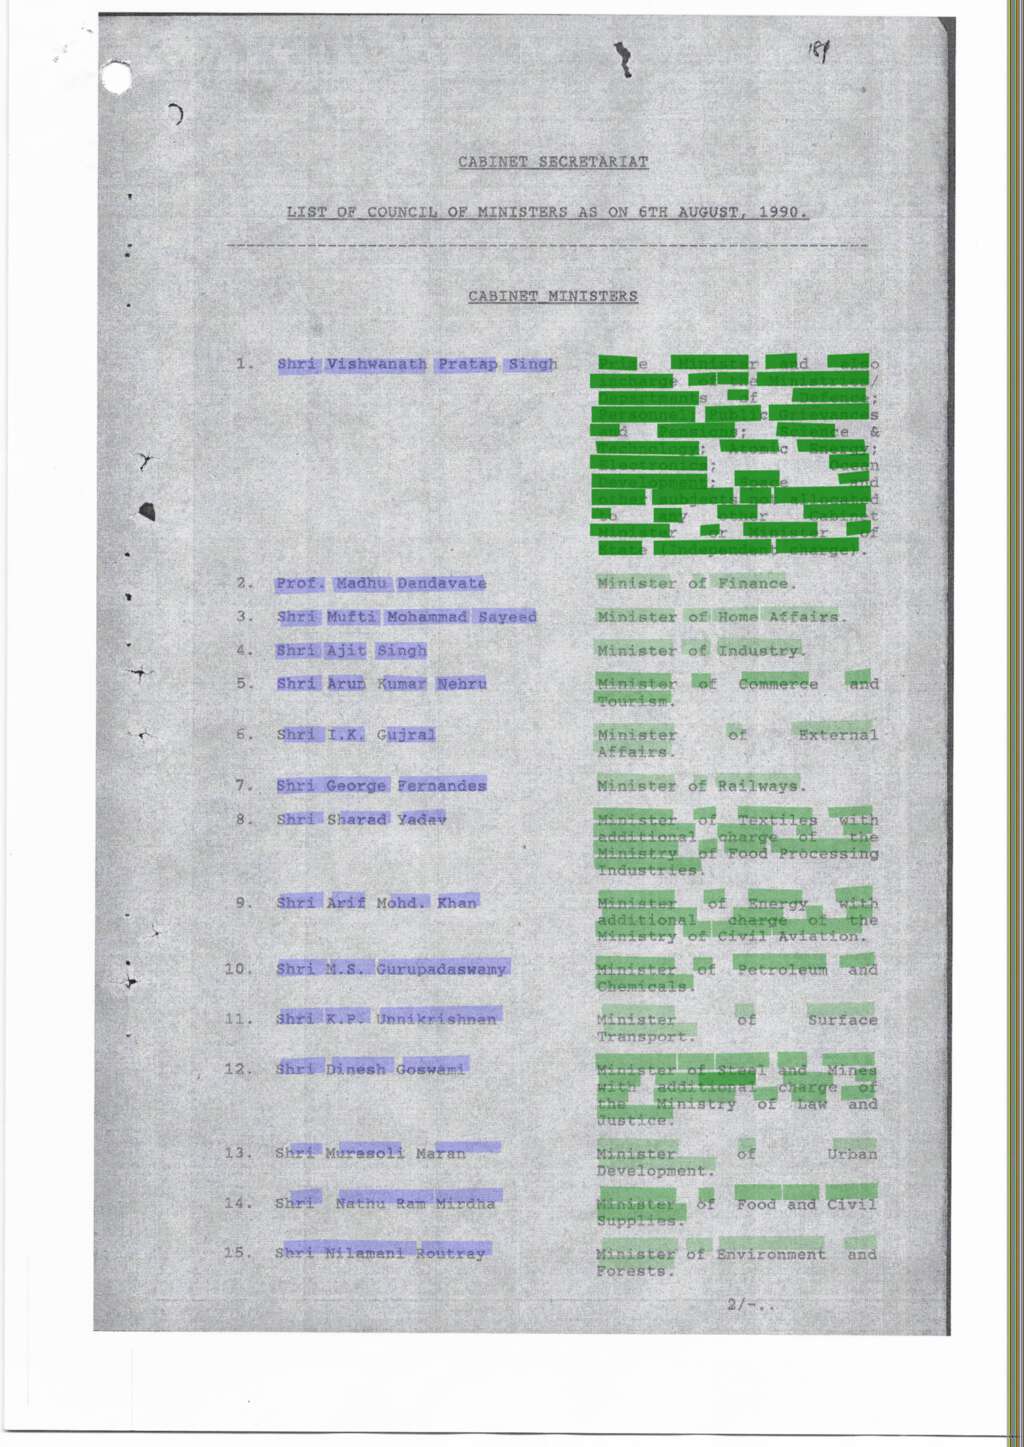 189
CABINET SECRETARIAT
LIST OF COUNCIL OF MINISTERS AS ON 6TH AUGUST, 1990.
CABINET MINISTERS
1. Shri Vishwanath Pratap Singh Prime Minister and also
discharge of the Ministries/
Departments of Defence;
Personnel, Public Grievances
and Pensions; Science &
Technology; Atomic Energy;
Electronics; Ocean
Development; Space and
other subjects not allocated
to any other Cabinet
Minister or Minister of
State (Independent Charge).
2. Prof. Madhu Dandavate Minister of Finance.
3. Shri Mufti Mohammad Sayeed Minister of Home Affairs.
4. Shri Ajit Singh Minister of Industry.
5. Shri Arun Kumar Nehru Minister of Commerce and
Tourism.
6. Shri I.K. Gujral Minister of External
Affairs.
7. Shri George Fernandes Minister of Railways.
8. Shri Sharad Yadav Minister of Textiles with
additional charge of the
Ministry of Food Processing
Industries.
9. Shri Arif Mohd. Khan Minister of Energy with
additional charge of the
Ministry of Civil Aviation.
10. Shri M.S. Gurupadaswamy Minister of Petroleum and
Chemicals.
11. Shri K.P. Unnikrishnan Minister of Surface
Transport.
12. Shri Dinesh Goswami Minister of Steel and Mines
with additional charge of
the Ministry of Law and
Justice.
13. Shri Murasoli Maran Minister of Urban
Development.
14. Shri Nathu Ram Mirdha Minister of Food and Civil
Supplies.
15. Shri Nilamani Routray Minister of Environment and
Forests.
2/-..